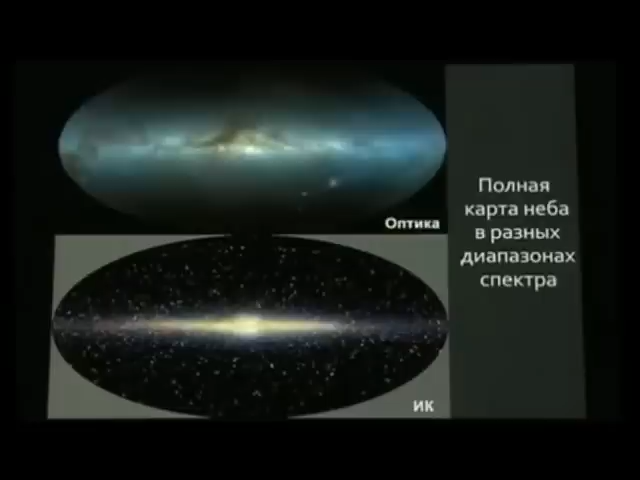 Оптика
ИК
Полная
карта неба
в разных
диапазонах
спектра